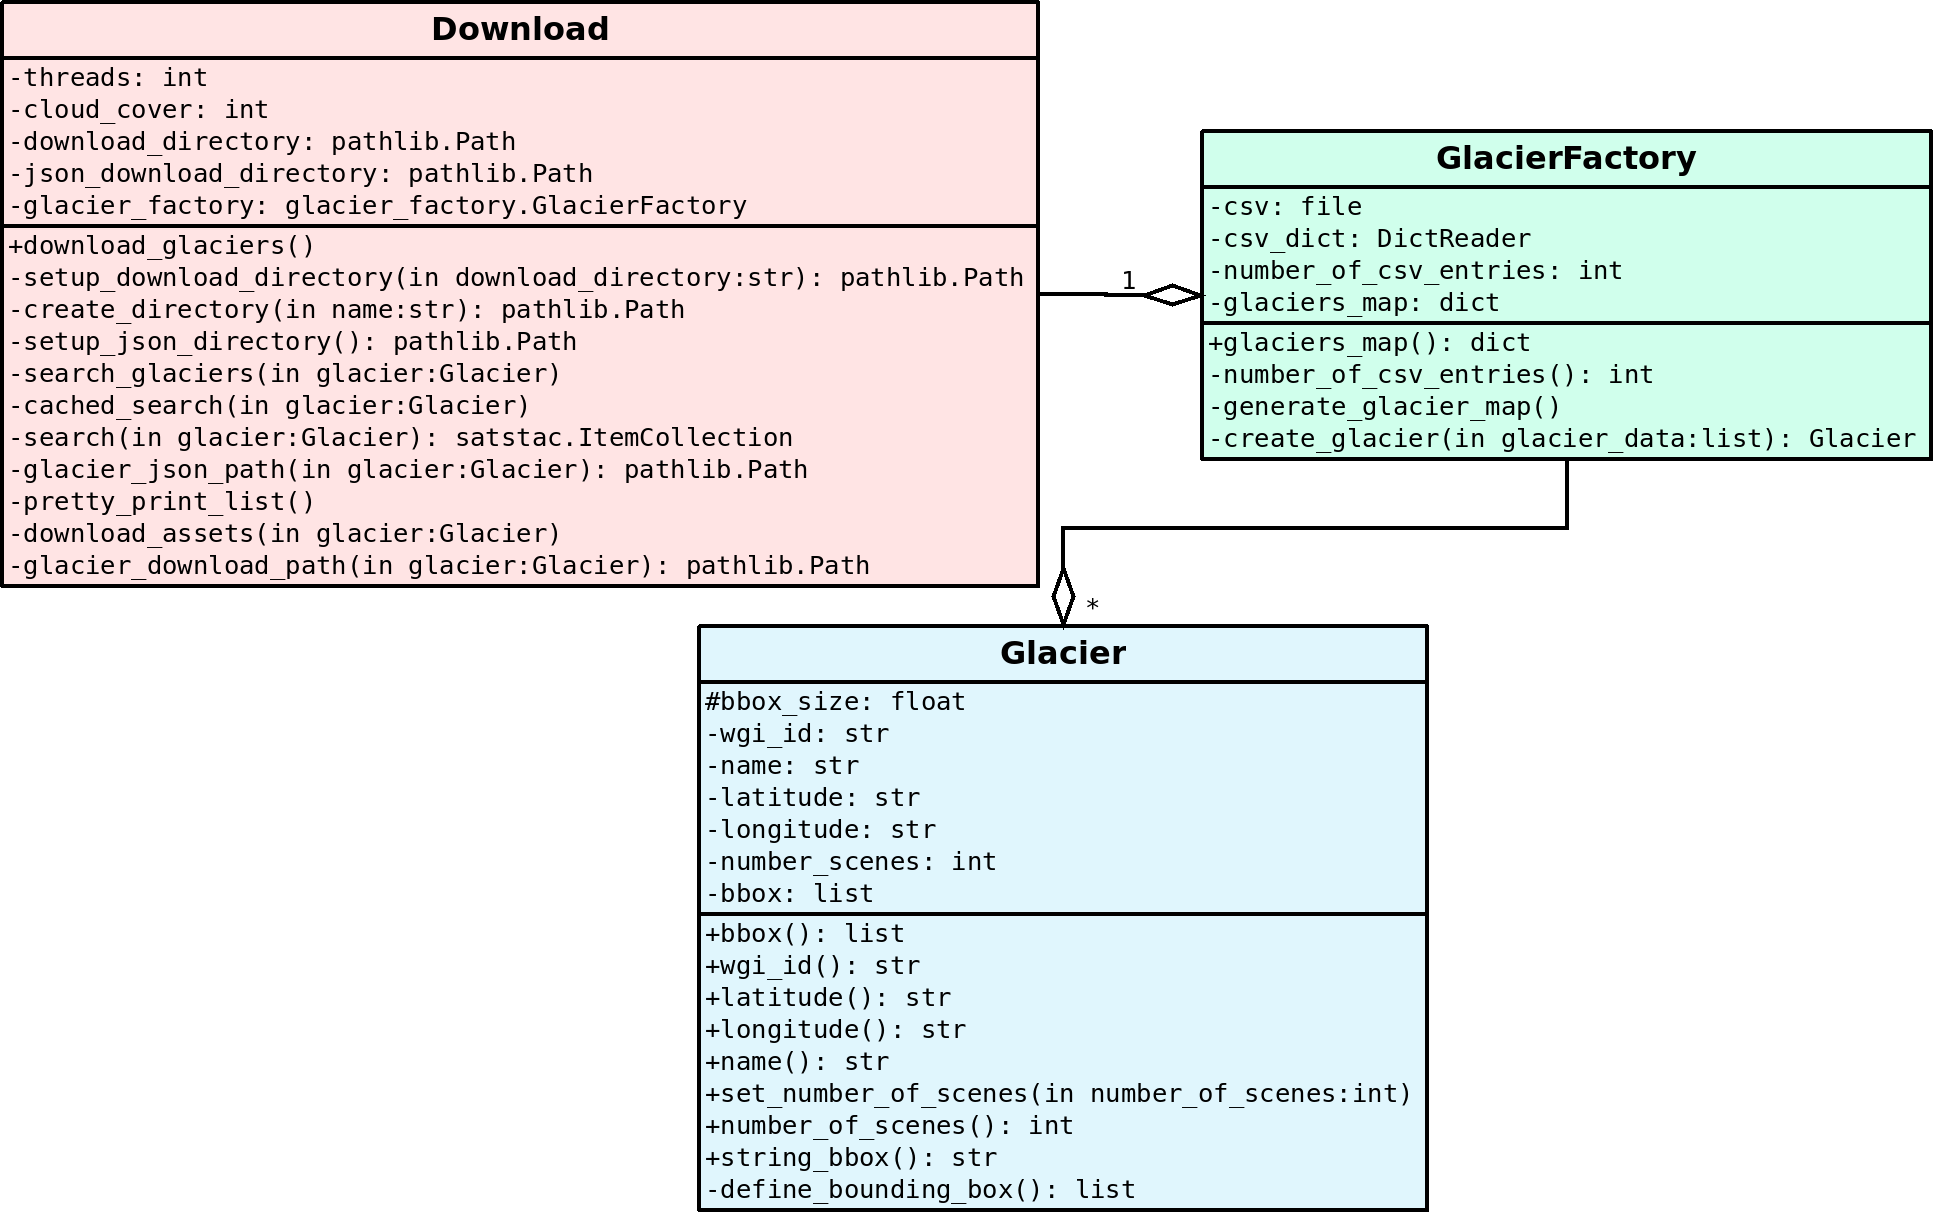 Download
-threads: int
-cloud_cover: int
-download_directory: pathlib.Path
-json_download_directory: pathlib.Path
-glacier_factory: glacier_factory.GlacierFactory
+download_glaciers()
-setup_download_directory(in download_directory:str): pathlib.Path
-create_directory(in name:str): pathlib.Path
-setup_json_directory(): pathlib.Path
-search_glaciers(in glacier:Glacier)
-cached_search(in glacier:Glacier)
-search(in glacier:Glacier): satstac.ItemCollection
-glacier_json_path(in glacier:Glacier): pathlib.Path
-pretty_print_list()
-download_assets(in glacier:Glacier)
-glacier_download_path(in glacier:Glacier): pathlib.Path
1
GlacierFactory
-csv: file
-csv_dict: DictReader
-number_of_csv_entries: int
-glaciers_map: dict
+glaciers_map(): dict
-number_of_csv_entries(): int
-generate_glacier_map()
-create_glacier(in glacier_data:list): Glacier
*
Glacier
#bbox_size: float
-wgi_id: str
-name: str
-latitude: str
-longitude: str
-number_scenes: int
-bbox: list
+bbox(): list
+wgi_id(): str
+latitude(): str
+longitude(): str
+name(): str
+set_number_of_scenes(in number_of_scenes:int)
+number_of_scenes(): int
+string_bbox(): str
-define_bounding_box(): list